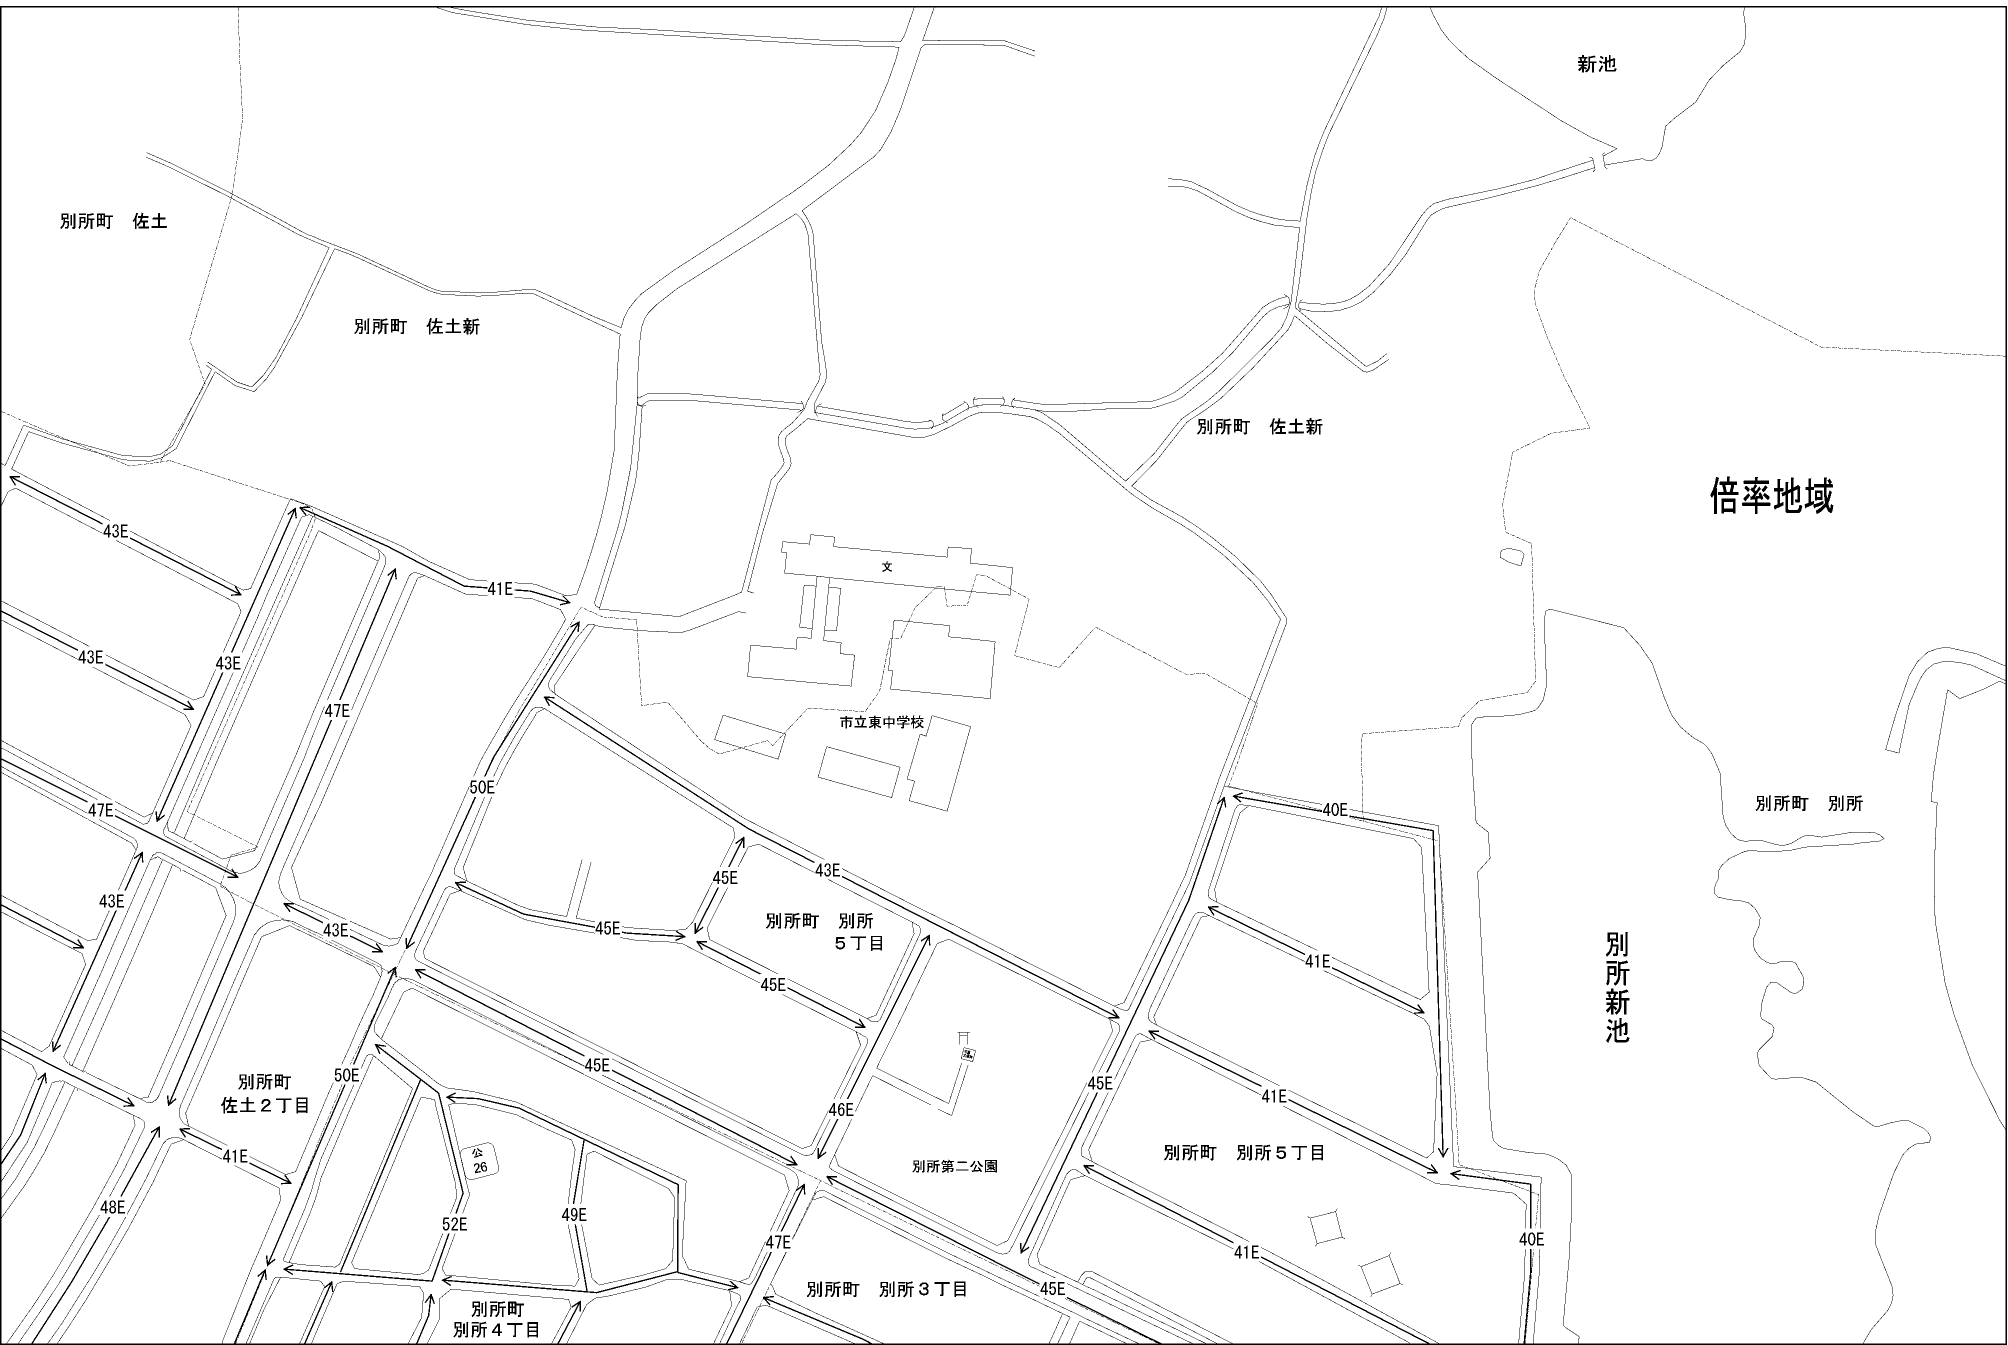 新池
別所町　佐土
別所町　佐土新
別所町　佐土新
倍率地域
43E
41E
文
43E
43E
47E
市立東中学校
50E
別所町　別所
47E
40E
43E
45E
43E
別所町　別所
５丁目
43E
45E
45E
41E
別所新池
45E
45E
50E
別所町
佐土２丁目
45E
41E
46E
公
26
41E
別所第二公園
別所町　別所５丁目
48E
52E
49E
47E
41E
40E
45E
別所町　別所３丁目
別所町
別所４丁目